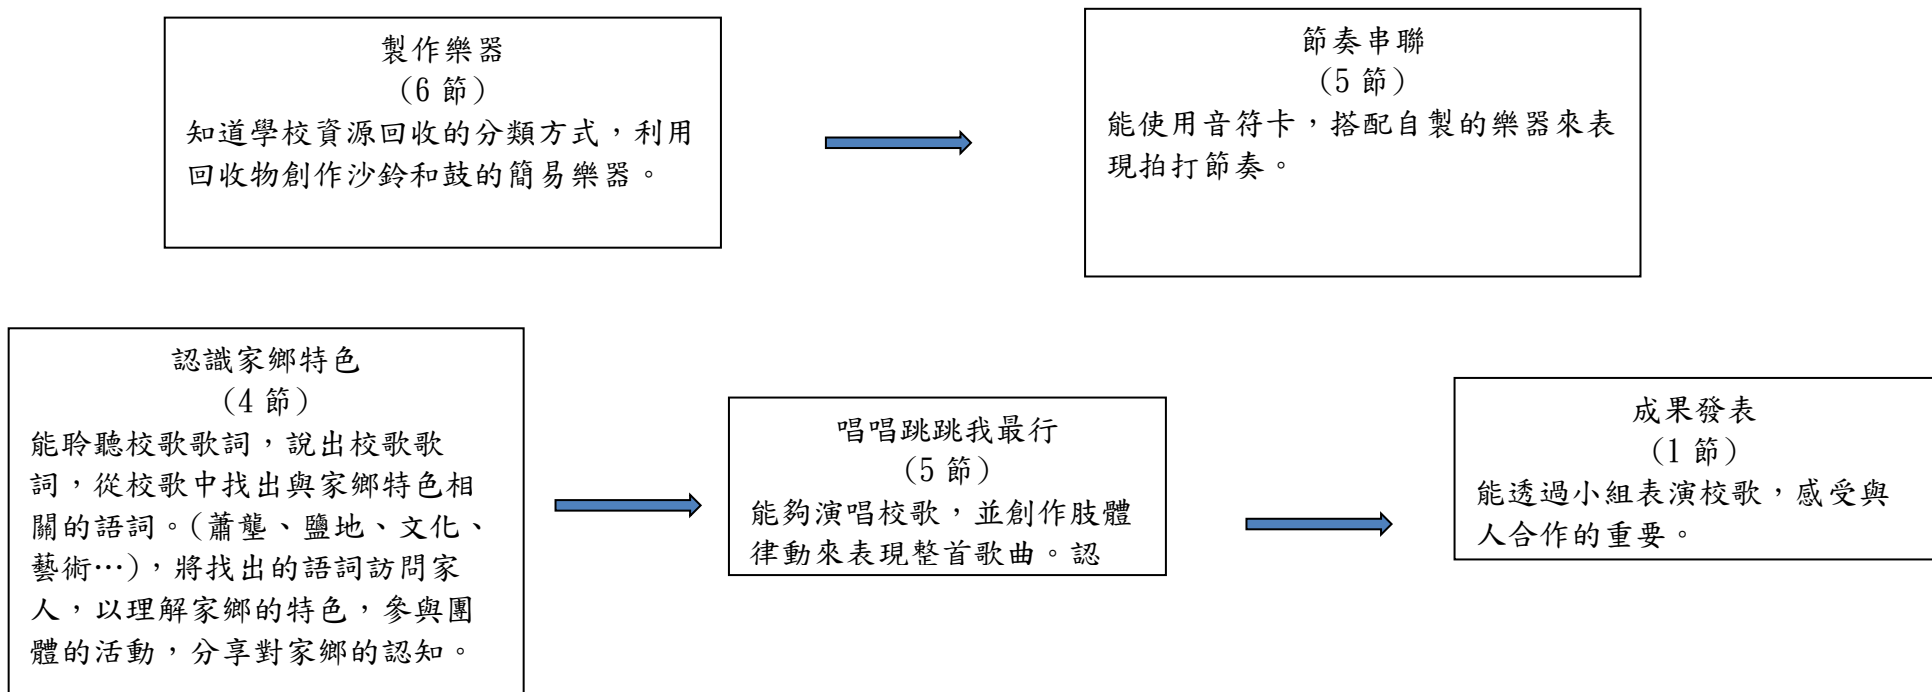 製作樂器
(6 節)
知道學校資源回收的分類方式，利用
回收物創作沙鈴和鼓的簡易樂器。
節奏串聯
(5 節)
能使用音符卡，搭配自製的樂器來表
現拍打節奏。
認識家鄉特色
(4 節)
能聆聽校歌歌詞，說出校歌歌
詞，從校歌中找出與家鄉特色相
關的語詞。(蕭壠、鹽地、文化、
藝術…)，將找出的語詞訪問家
人，以理解家鄉的特色，參與團
體的活動，分享對家鄉的認知。
唱唱跳跳我最行
(5 節)
能夠演唱校歌，並創作肢體
律動來表現整首歌曲。認
成果發表
(1 節)
能透過小組表演校歌，感受與
人合作的重要。